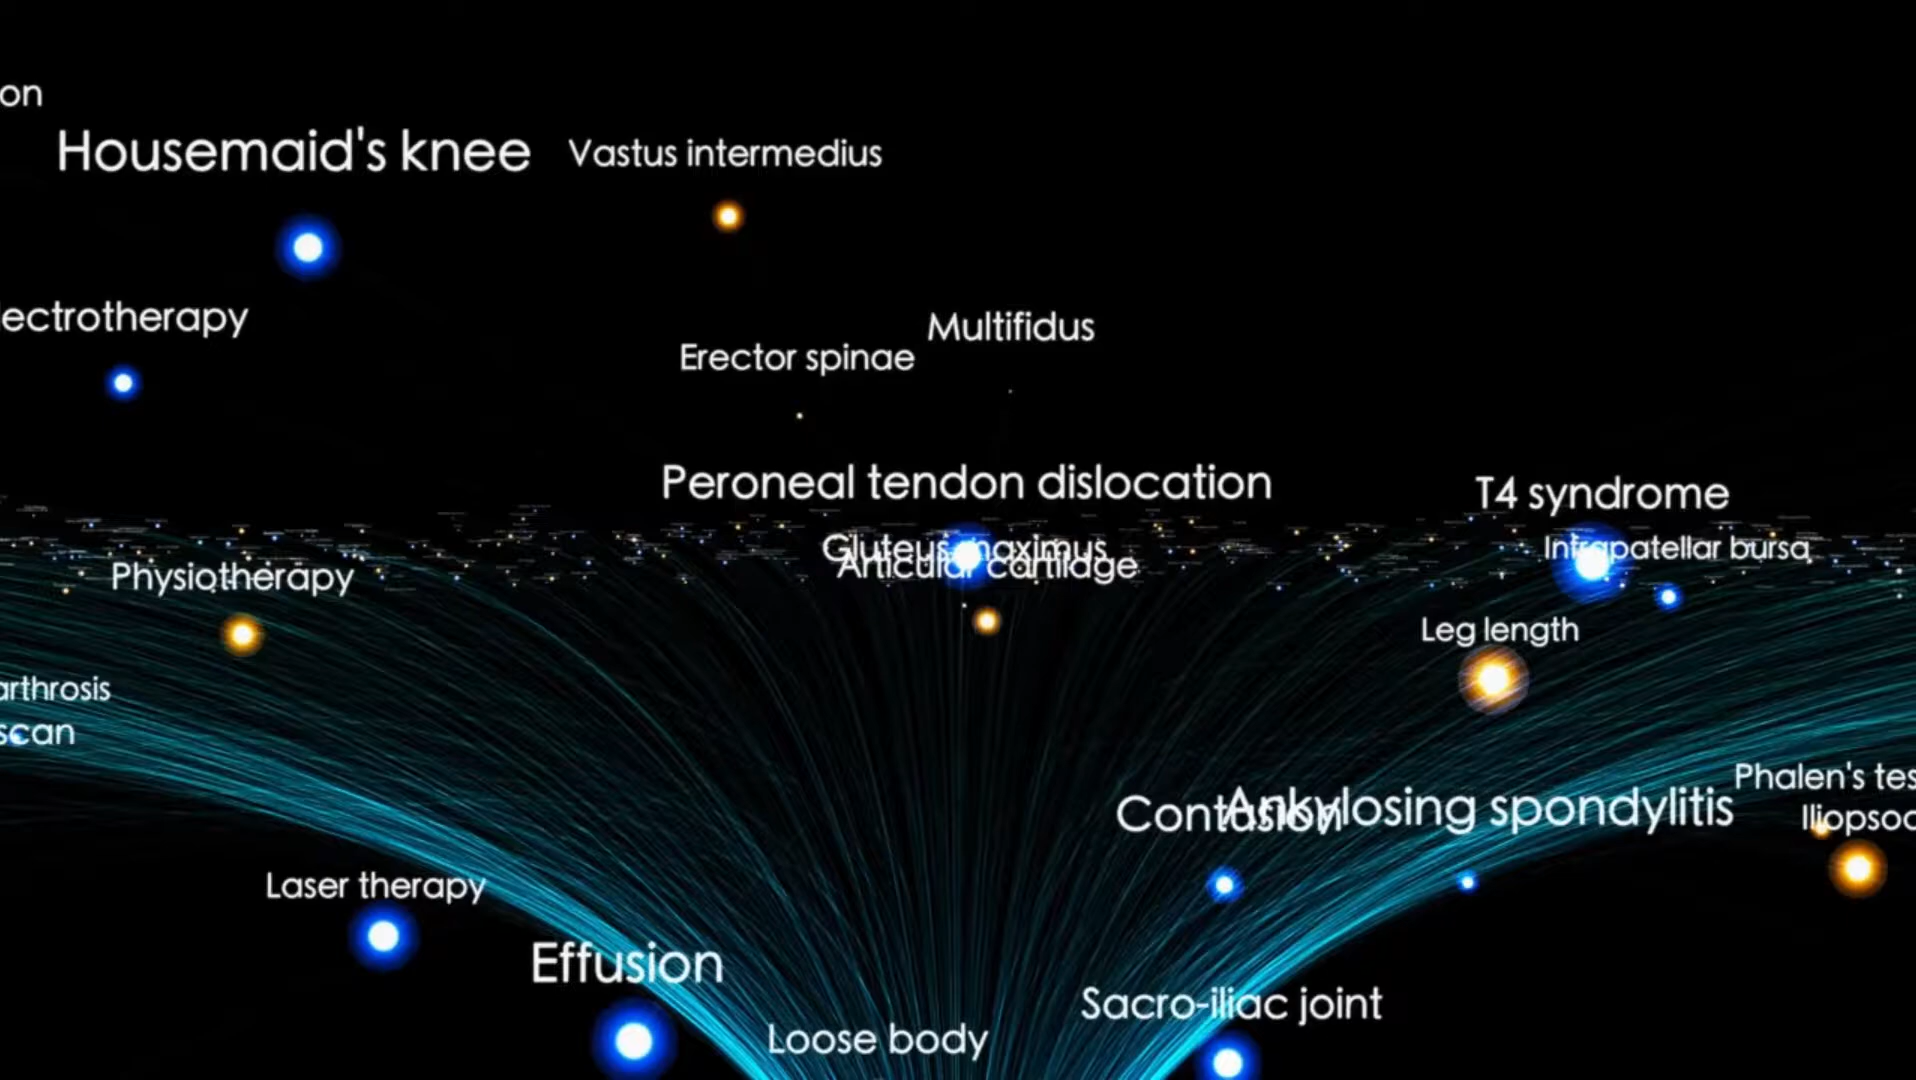 on
Housemaid's knee
Vastus intermedius
lectrotherapy
Multifidus
Erector spinae
Peroneal tendon dislocation
T4 syndrome
Gluteus maximus
Articular cartilage
Intrapatellar bursa
Physiotherapy
Leg length
arthrosis
scan
Phalen's tes
Contusion
Ankylosing spondylitis
Iliopsoa
Laser therapy
Effusion
Sacro-iliac joint
Loose body